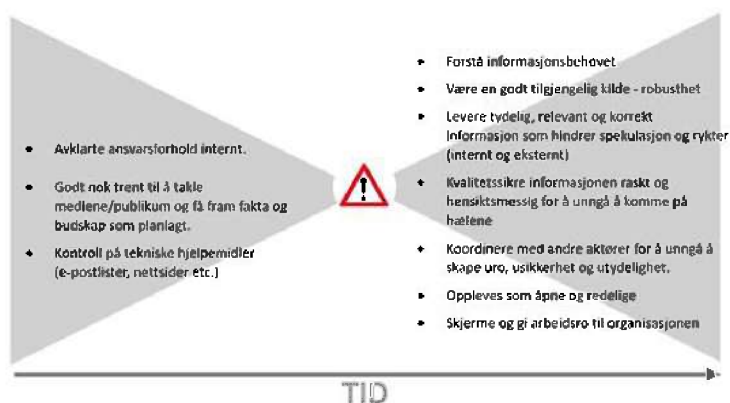 • Avklarte ansvarsforhold internt.
• Godt nok trent til å takle
mediene/publikum og få fram fakta og
budskap som planlagt.
• Kontroll på tekniske hjelpemidler
(e-postlister, nettsider etc.)
• Forstå informasjonsbehovet
• Være en godt tilgjengelig kilde - robusthet
• Levere tydelig, relevant og korrekt
informasjon som hindrer spekulasjon og rykter
(internt og eksternt)
• Kvalitetssikre informasjonen raskt og
hensiktsmessig for å unngå å komme på
hælene
• Koordinere med andre aktører for å unngå å
skape uro, usikkerhet og utydelighet.
• Oppleves som åpne og redelige
• Skjerme og gi arbeidsro til organisasjonen
!
TID